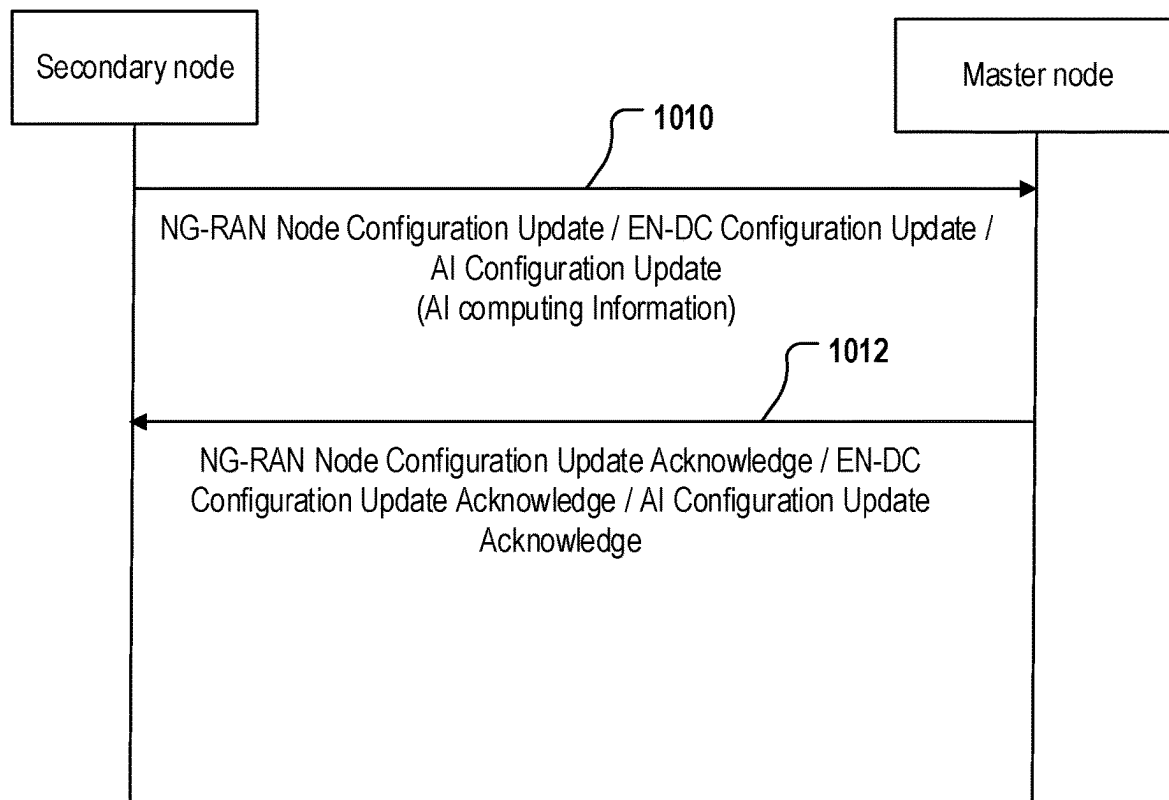 Secondary node
Master node
1010
NG-RAN Node Configuration Update / EN-DC Configuration Update /
AI Configuration Update
(AI computing Information)
1012
NG-RAN Node Configuration Update Acknowledge / EN-DC
Configuration Update Acknowledge / AI Configuration Update
Acknowledge